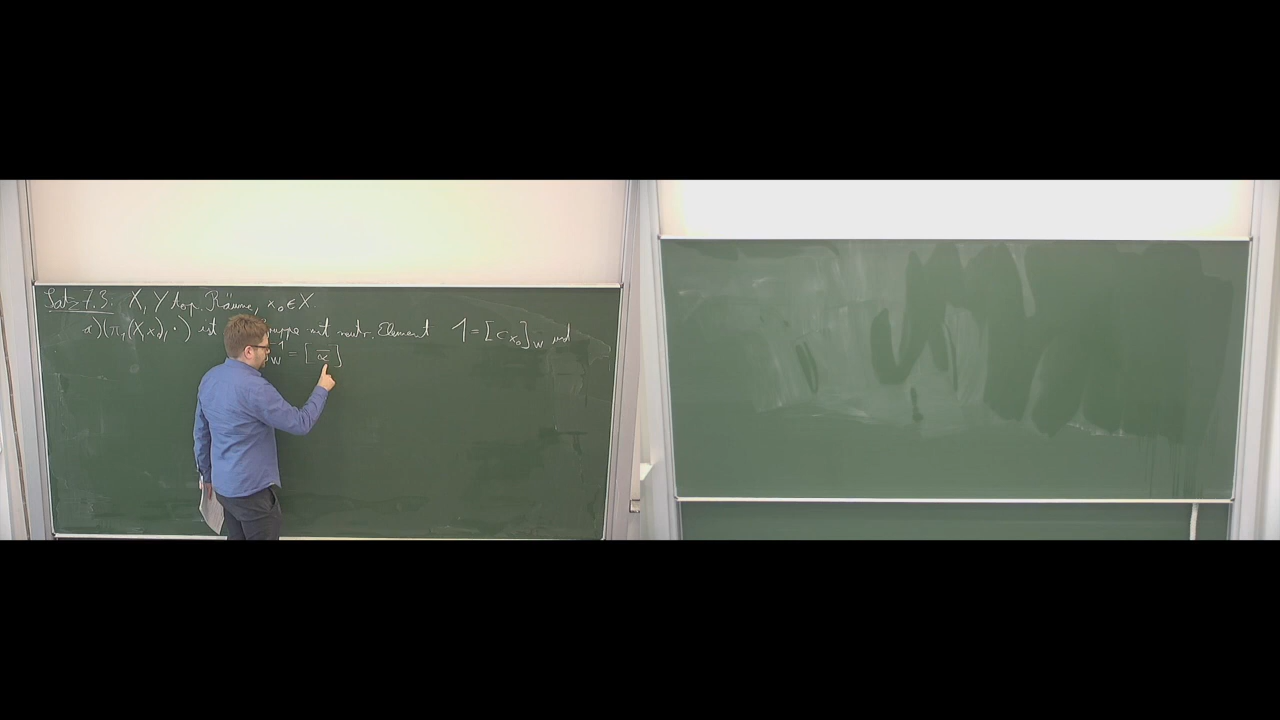 Satz 7.3: X, Y top. Räume, x₀ ∈ X.
a) (π₁(X, x₀), ·) ist ruppe mit neutr. Element 1 = [c_{x₀}]_W und
_W⁻¹ = [ᾱ]